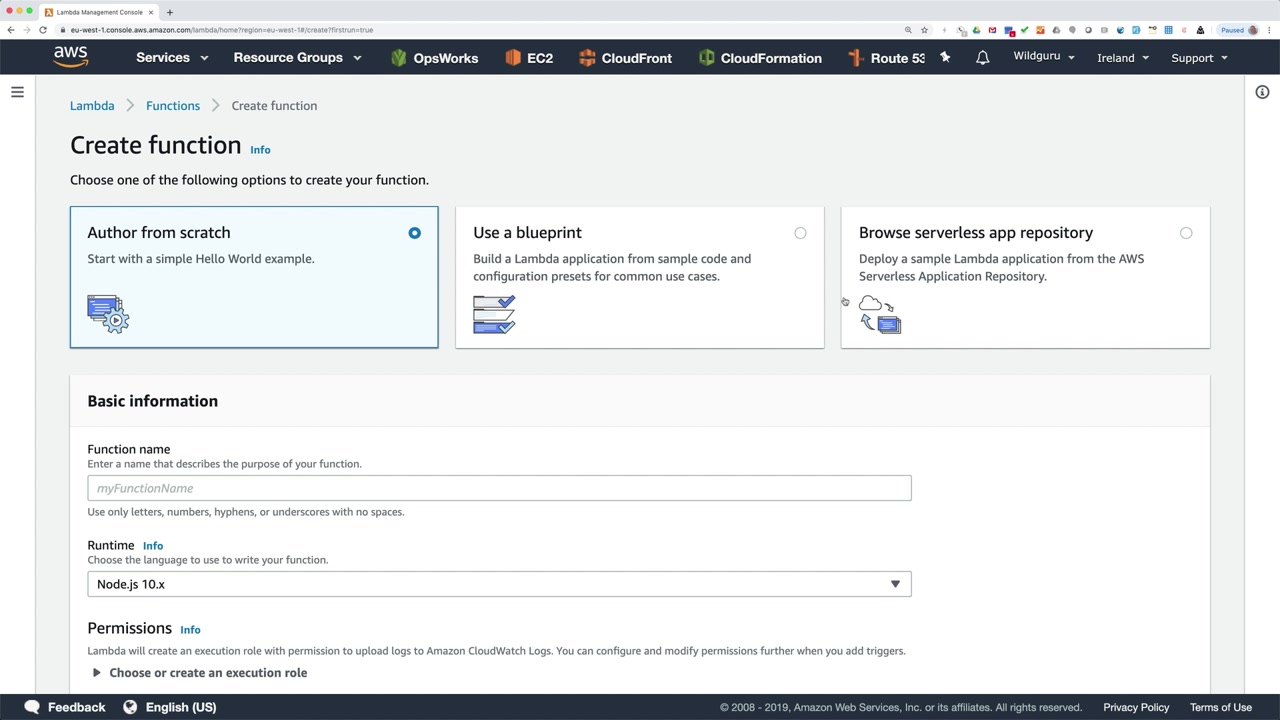 Lambda Management Console
eu-west-1.console.aws.amazon.com/lambda/home?region=eu-west-1#/create?firstrun=true
Paused
aws
Services
Resource Groups
OpsWorks
EC2
CloudFront
CloudFormation
Route 53
Wildguru
Ireland
Support
Lambda
Functions
Create function
Create function
Info
Choose one of the following options to create your function.
Author from scratch
Start with a simple Hello World example.
Use a blueprint
Build a Lambda application from sample code and
configuration presets for common use cases.
Browse serverless app repository
Deploy a sample Lambda application from the AWS
Serverless Application Repository.
Basic information
Function name
Enter a name that describes the purpose of your function.
myFunctionName
Use only letters, numbers, hyphens, or underscores with no spaces.
Runtime Info
Choose the language to use to write your function.
Node.js 10.x
Permissions Info
Lambda will create an execution role with permission to upload logs to Amazon CloudWatch Logs. You can configure and modify permissions further when you add triggers.
Choose or create an execution role
Feedback
English (US)
© 2008 - 2019, Amazon Web Services, Inc. or its affiliates. All rights reserved.
Privacy Policy
Terms of Use